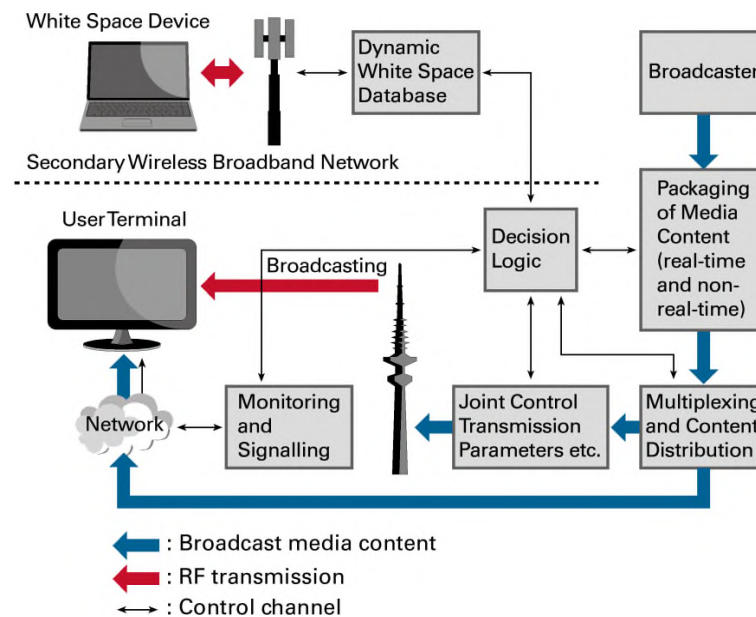 White Space Device
Dynamic
White Space
Database
Broadcaster
Secondary Wireless Broadband Network
User Terminal
Broadcasting
Decision
Logic
Packaging
of Media
Content
(real-time
and non-
real-time)
Network
Monitoring
and
Signalling
Joint Control
Transmission
Parameters etc.
Multiplexing
and Content
Distribution
: Broadcast media content
: RF transmission
: Control channel